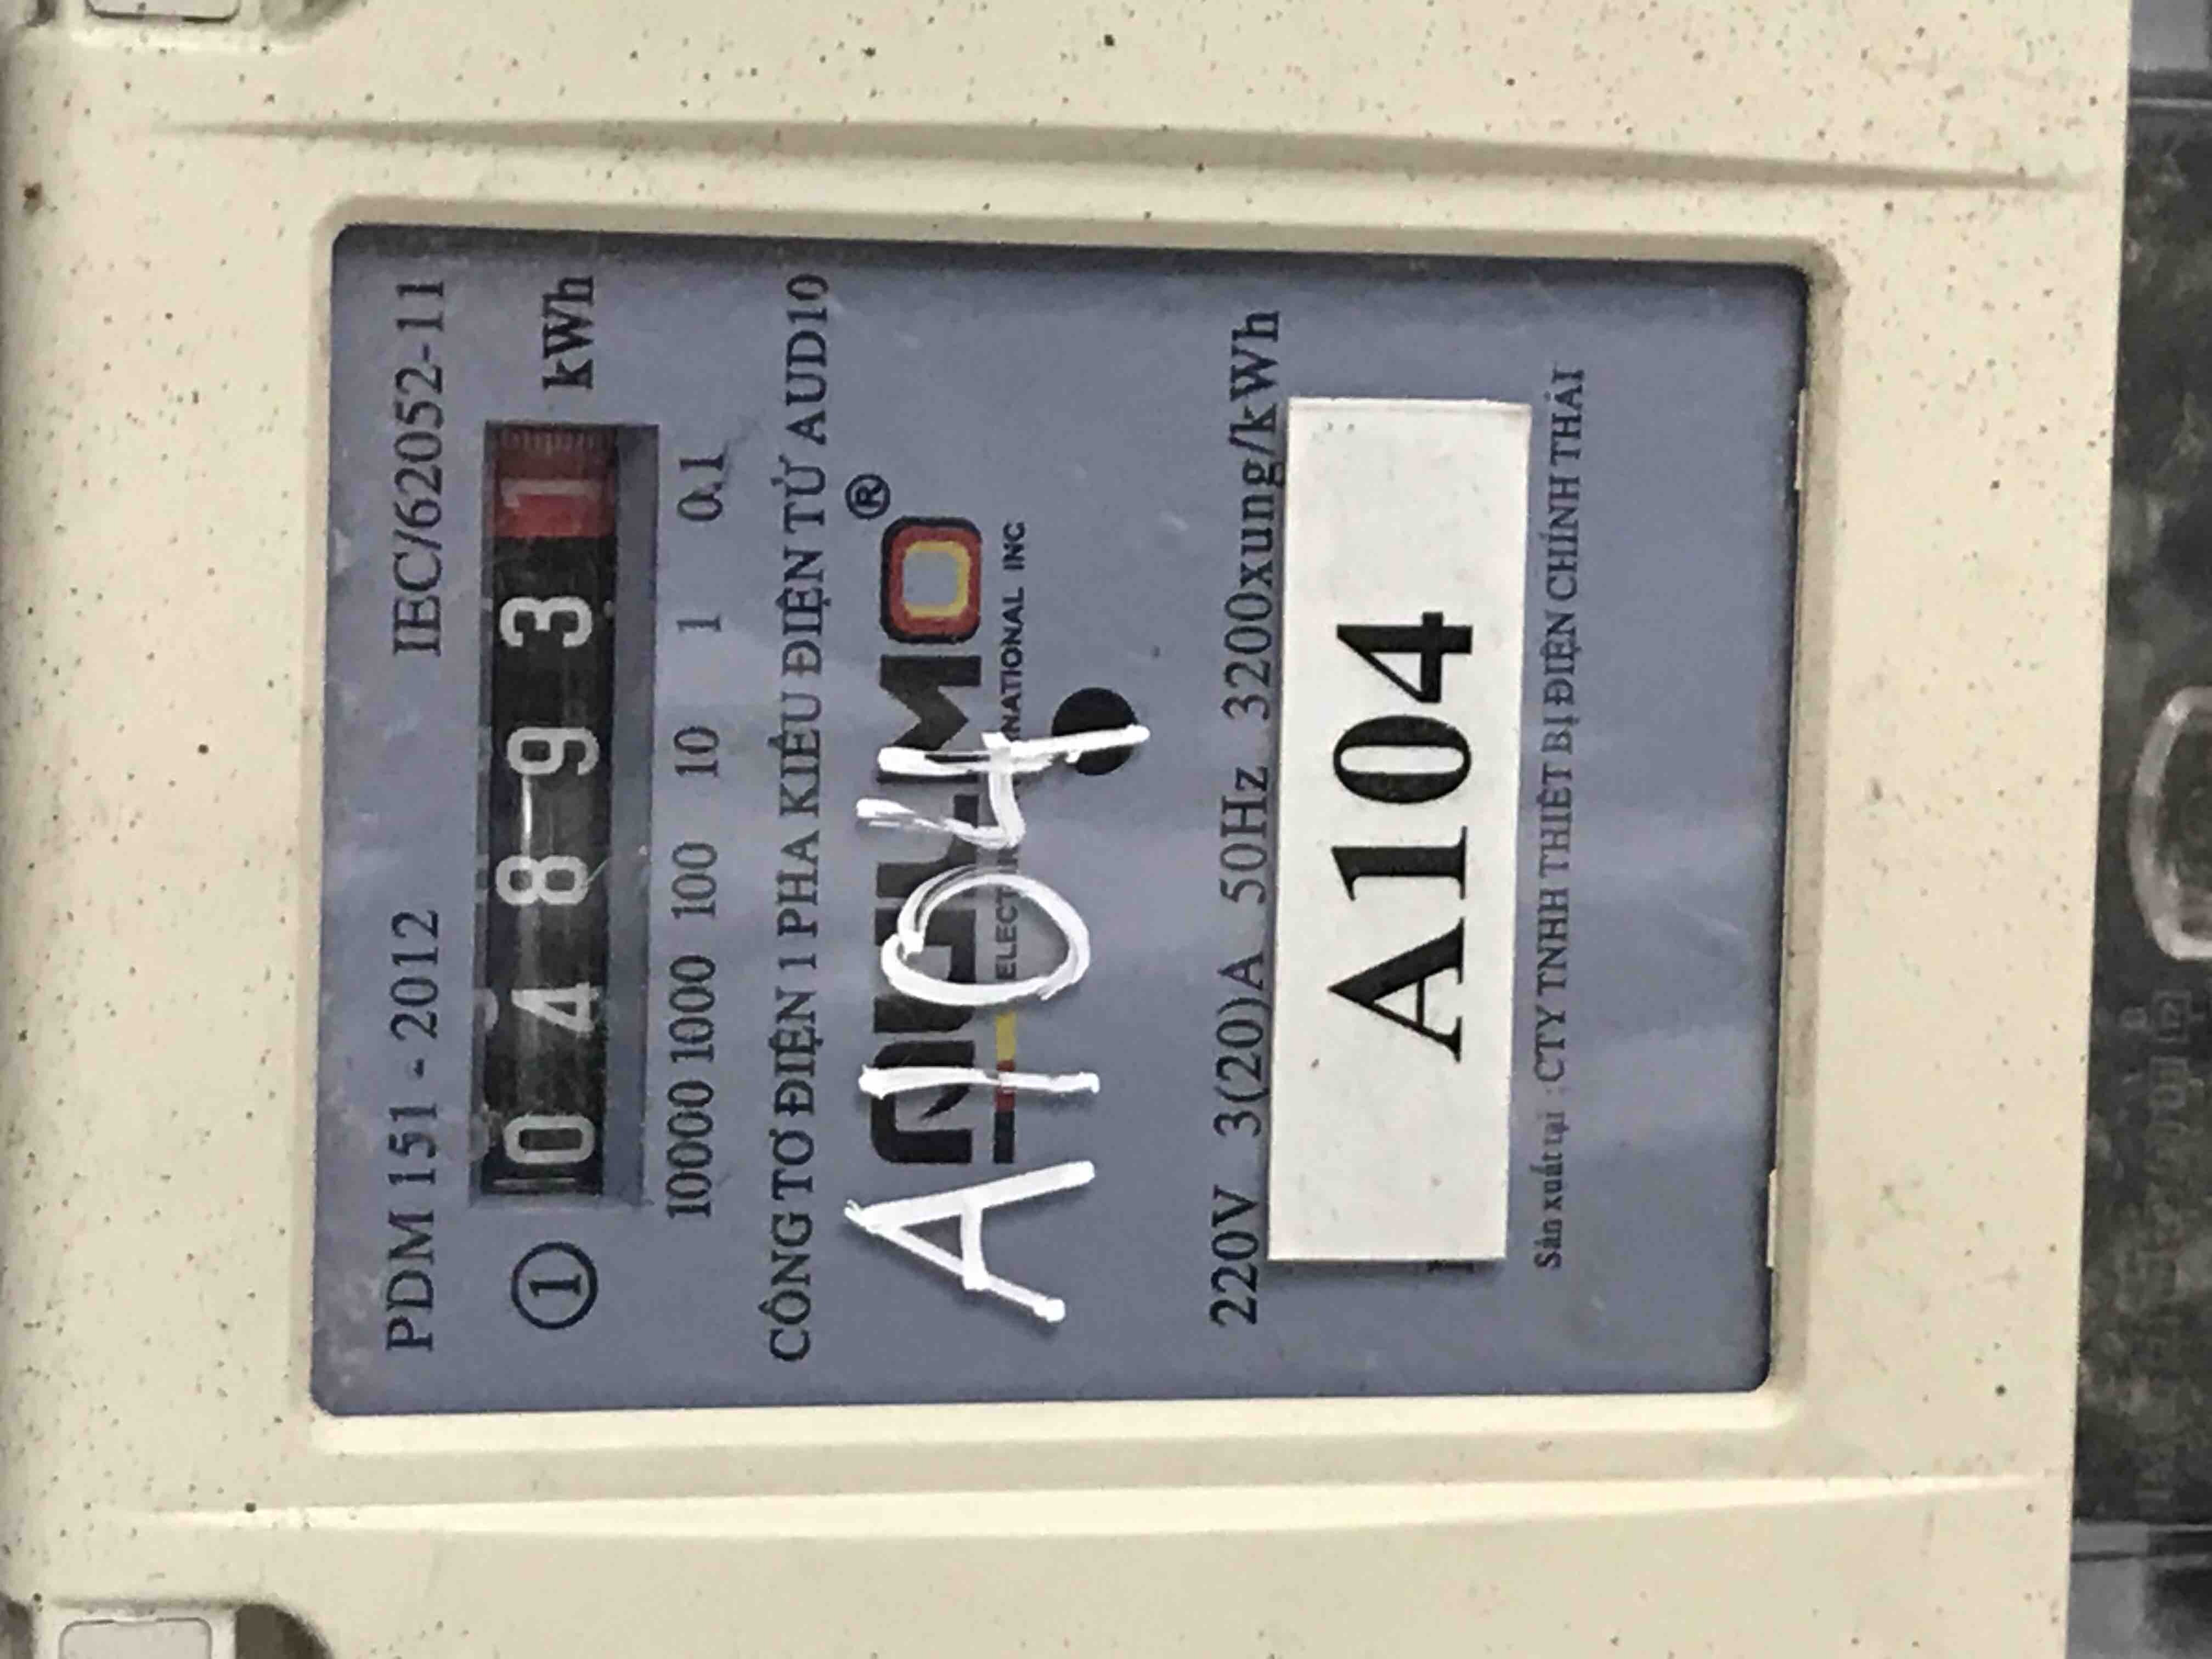 PDM 151 - 2012 IEC/62052-11
① 0 4 8 9 3 1 kWh
10000 1000 100 10 1 0.1
CÔNG TƠ ĐIỆN 1 PHA KIỂU ĐIỆN TỬ AUD10
A104
®
INC
220V 3(20)A 50Hz 3200xung/kWh
A104
Sản xuất tại : CTY TNHH THIẾT BỊ ĐIỆN CHÍNH THÁI